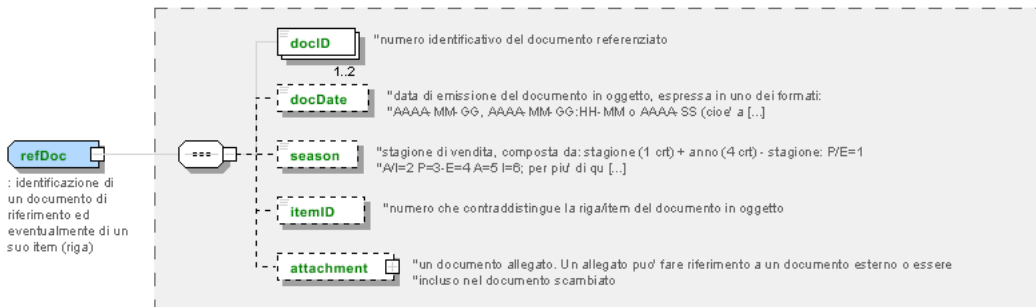 docID
"numero identificativo del documento referenziato
1..2
docDate
"data di emissione del documento in oggetto, espressa in uno dei formati:
"AAAA-MM-GG, AAAA-MM-GG:HH-MM o AAAA-SS (cioe' a [...]
refDoc
season
"stagione di vendita, composta da: stagione (1 crt) + anno (4 crt) - stagione: P/E=1
"A/I=2 P=3-E=4 A=5 I=6; per piu' di qu [...]
: identificazione di
un documento di
riferimento ed
eventualmente di un
suo item (riga)
itemID
"numero che contraddistingue la riga/item del documento in oggetto
attachment
"un documento allegato. Un allegato puo' fare riferimento a un documento esterno o essere
"incluso nel documento scambiato